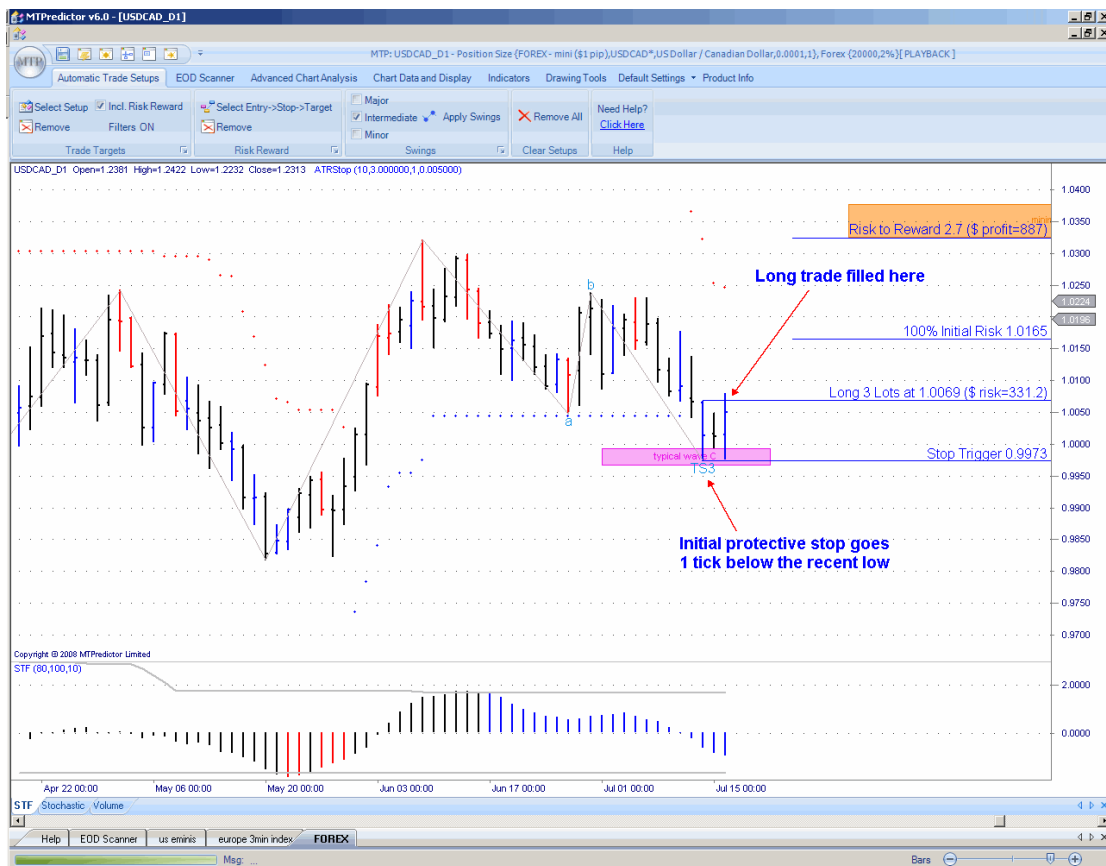 MTPredictor v6.0 - [USDCAD_D1]
MTP
MTP: USDCAD_D1 - Position Size {FOREX- mini ($1 pip),USDCAD*,US Dollar / Canadian Dollar,0.0001,1}, Forex {20000,2%}[ PLAYBACK ]
Automatic Trade Setups EOD Scanner Advanced Chart Analysis Chart Data and Display Indicators Drawing Tools Default Settings Product Info
Select Setup Incl. Risk Reward Select Entry->Stop->Target Major Need Help?
Intermediate Apply Swings Remove All
Remove Filters ON Remove Minor Click Here
Trade Targets Risk Reward Swings Clear Setups Help
USDCAD_D1 Open=1.2381 High=1.2422 Low=1.2232 Close=1.2313 ATRStop (10,3.000000,1,0.005000)
1.0400
1.0350
Risk to Reward 2.7 ($ profit=887)
1.0300
Long trade filled here
b
1.0224
1.0196
100% Initial Risk 1.0165
1.0150
1.0100
Long 3 Lots at 1.0069 ($ risk=331.2)
1.0050
a
1.0000
typical wave C
Stop Trigger 0.9973
TS3
0.9950
0.9900
Initial protective stop goes
1 tick below the recent low
0.9850
0.9800
0.9750
0.9700
Copyright © 2008 MTPredictor Limited
STF (80,100,10)
2.0000
0.0000
Apr 22 00:00 May 06 00:00 May 20 00:00 Jun 03 00:00 Jun 17 00:00 Jul 01 00:00 Jul 15 00:00
STF Stochastic Volume
Help EOD Scanner us eminis europe 3min index FOREX
Msg: ...
Bars